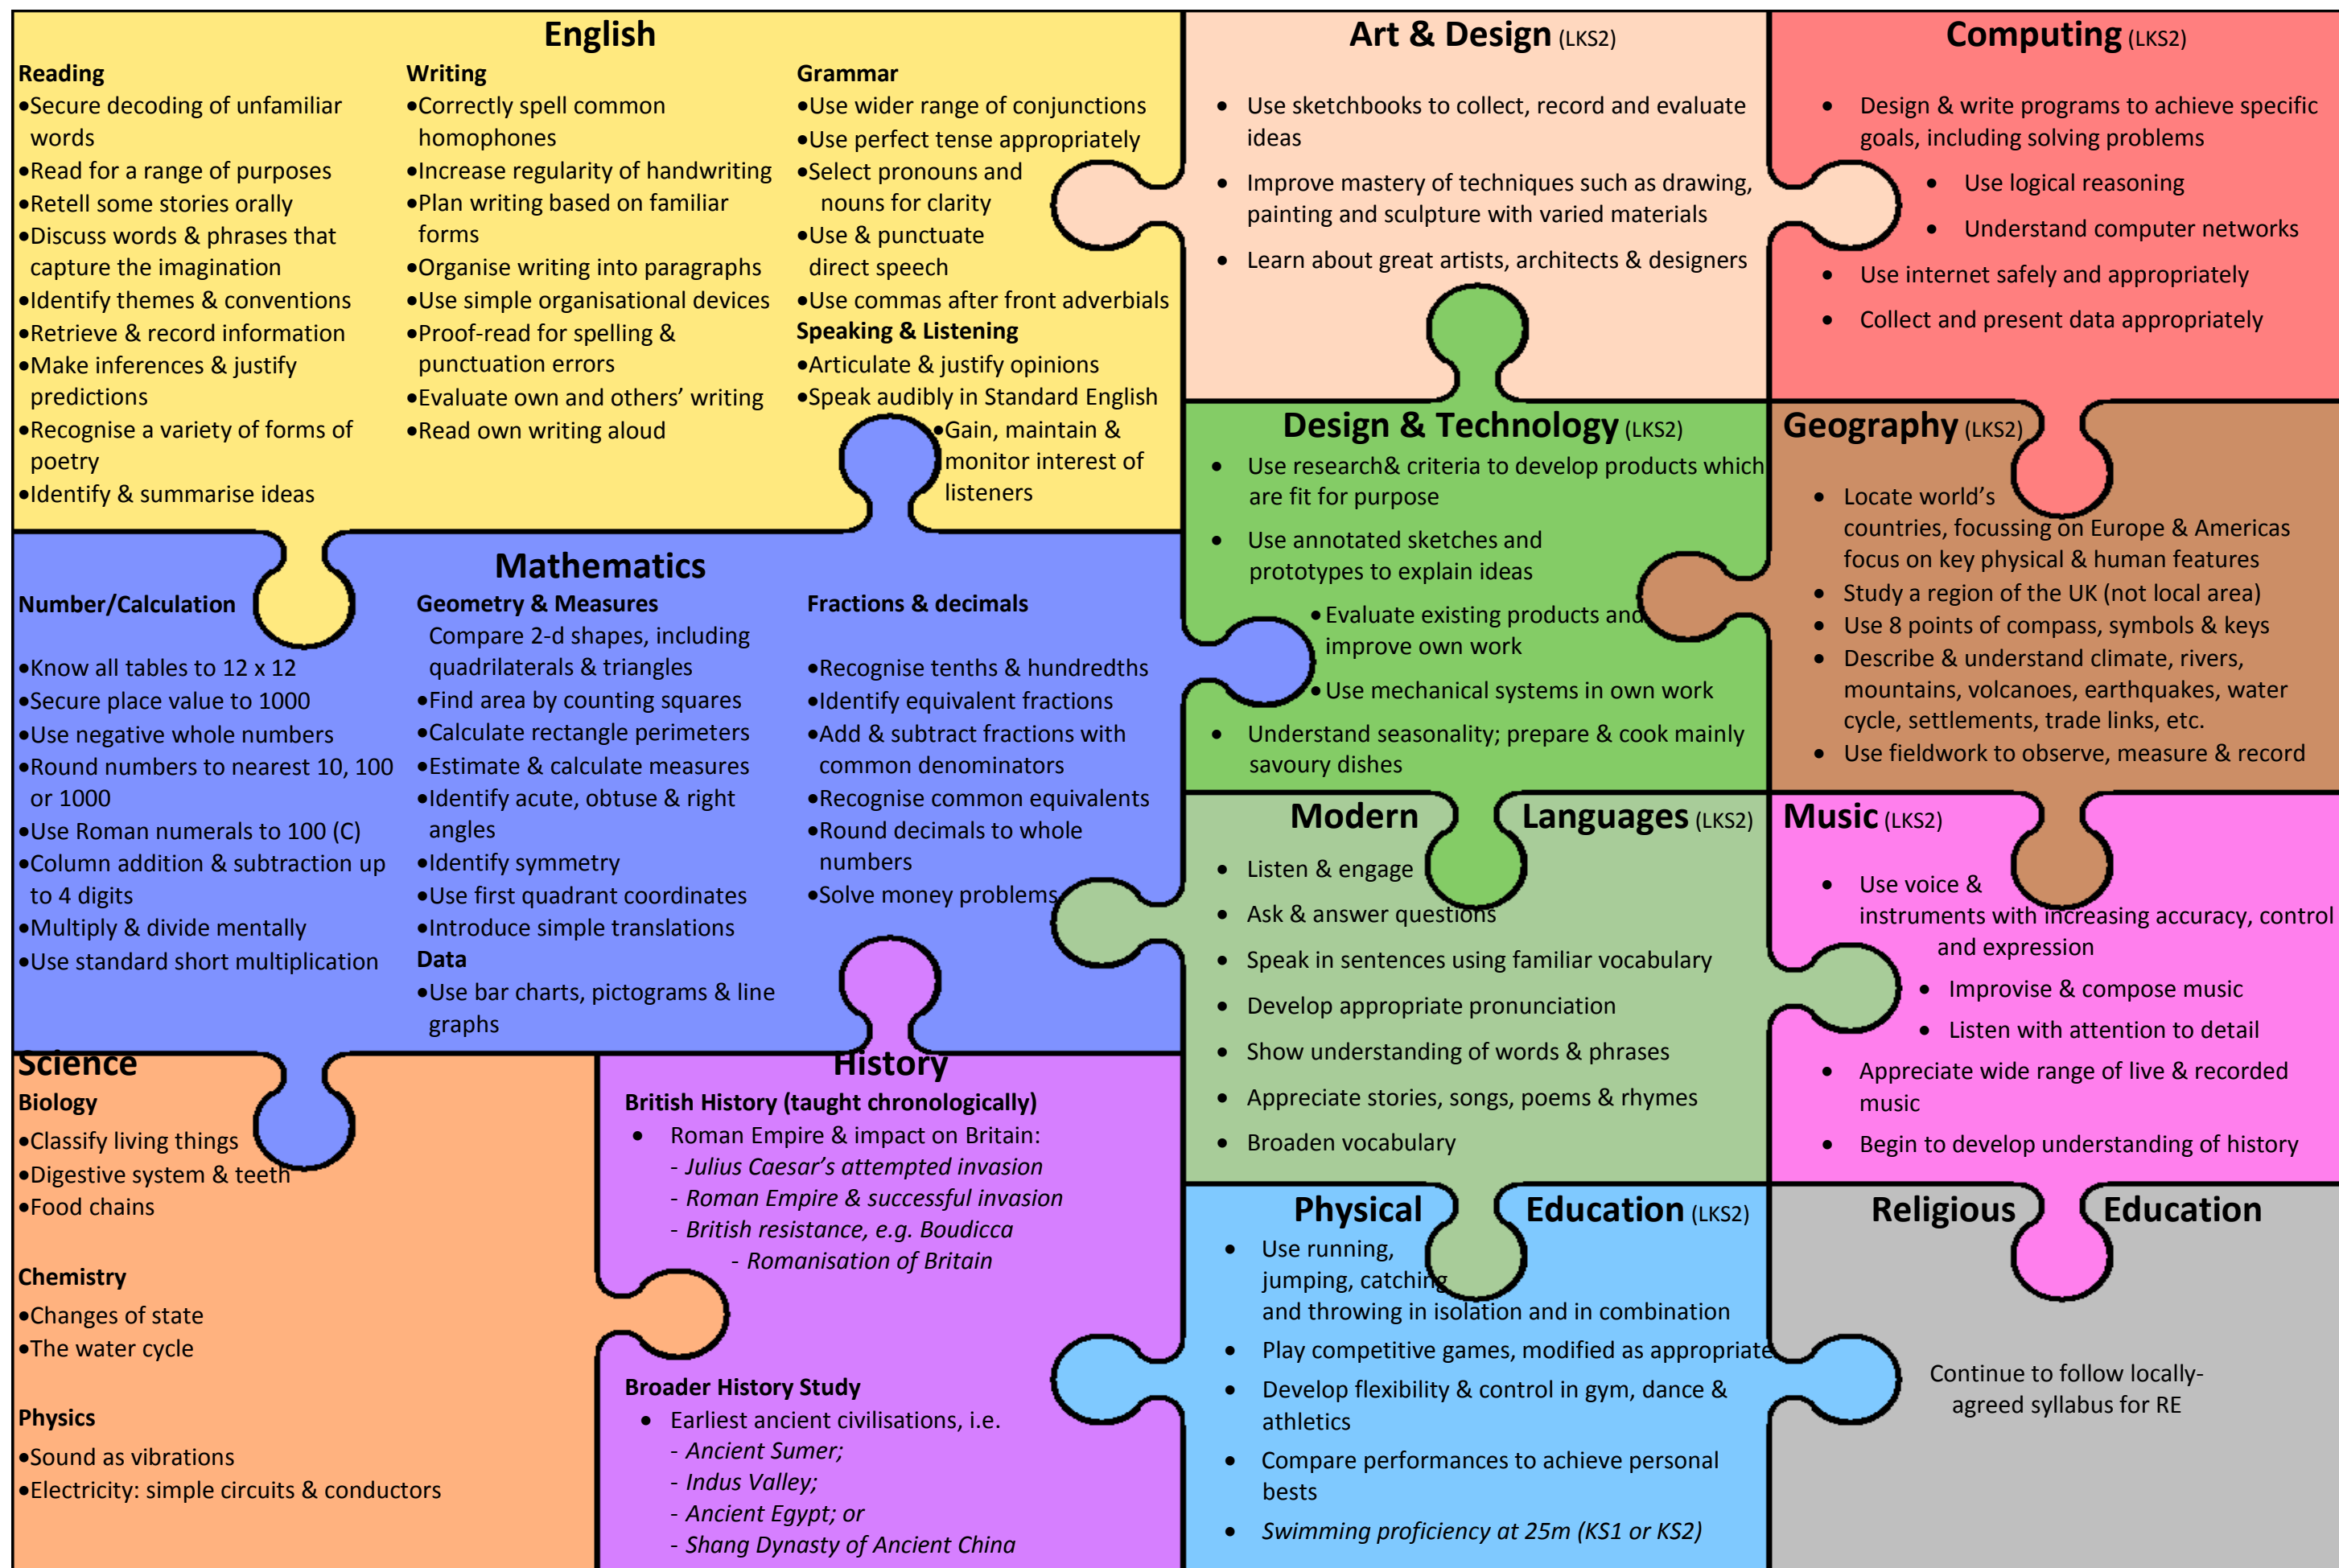 English
Reading
•Secure decoding of unfamiliar
words
•Read for a range of purposes
•Retell some stories orally
•Discuss words & phrases that
capture the imagination
•Identify themes & conventions
•Retrieve & record information
•Make inferences & justify
predictions
•Recognise a variety of forms of
poetry
•Identify & summarise ideas
Writing
•Correctly spell common
homophones
•Increase regularity of handwriting
•Plan writing based on familiar
forms
•Organise writing into paragraphs
•Use simple organisational devices
•Proof-read for spelling &
punctuation errors
•Evaluate own and others’ writing
•Read own writing aloud
Grammar
•Use wider range of conjunctions
•Use perfect tense appropriately
•Select pronouns and
nouns for clarity
•Use & punctuate
direct speech
•Use commas after front adverbials
Speaking & Listening
•Articulate & justify opinions
•Speak audibly in Standard English
•Gain, maintain &
monitor interest of
listeners
Art & Design (LKS2)
• Use sketchbooks to collect, record and evaluate
ideas
• Improve mastery of techniques such as drawing,
painting and sculpture with varied materials
• Learn about great artists, architects & designers
Computing (LKS2)
• Design & write programs to achieve specific
goals, including solving problems
• Use logical reasoning
• Understand computer networks
• Use internet safely and appropriately
• Collect and present data appropriately
Mathematics
Number/Calculation
•Know all tables to 12 x 12
•Secure place value to 1000
•Use negative whole numbers
•Round numbers to nearest 10, 100
or 1000
•Use Roman numerals to 100 (C)
•Column addition & subtraction up
to 4 digits
•Multiply & divide mentally
•Use standard short multiplication
Geometry & Measures
Compare 2-d shapes, including
quadrilaterals & triangles
•Find area by counting squares
•Calculate rectangle perimeters
•Estimate & calculate measures
•Identify acute, obtuse & right
angles
•Identify symmetry
•Use first quadrant coordinates
•Introduce simple translations
Data
•Use bar charts, pictograms & line
graphs
Fractions & decimals
•Recognise tenths & hundredths
•Identify equivalent fractions
•Add & subtract fractions with
common denominators
•Recognise common equivalents
•Round decimals to whole
numbers
•Solve money problems
Design & Technology (LKS2)
• Use research& criteria to develop products which
are fit for purpose
• Use annotated sketches and
prototypes to explain ideas
• Evaluate existing products and
improve own work
• Use mechanical systems in own work
• Understand seasonality; prepare & cook mainly
savoury dishes
Geography (LKS2)
• Locate world’s
countries, focussing on Europe & Americas
focus on key physical & human features
• Study a region of the UK (not local area)
• Use 8 points of compass, symbols & keys
• Describe & understand climate, rivers,
mountains, volcanoes, earthquakes, water
cycle, settlements, trade links, etc.
• Use fieldwork to observe, measure & record
Modern Languages (LKS2)
• Listen & engage
• Ask & answer questions
• Speak in sentences using familiar vocabulary
• Develop appropriate pronunciation
• Show understanding of words & phrases
• Appreciate stories, songs, poems & rhymes
• Broaden vocabulary
Music (LKS2)
• Use voice &
instruments with increasing accuracy, control
and expression
• Improvise & compose music
• Listen with attention to detail
• Appreciate wide range of live & recorded
music
• Begin to develop understanding of history
Science
Biology
•Classify living things
•Digestive system & teeth
•Food chains
Chemistry
•Changes of state
•The water cycle
Physics
•Sound as vibrations
•Electricity: simple circuits & conductors
History
British History (taught chronologically)
• Roman Empire & impact on Britain:
- Julius Caesar’s attempted invasion
- Roman Empire & successful invasion
- British resistance, e.g. Boudicca
- Romanisation of Britain
Broader History Study
• Earliest ancient civilisations, i.e.
- Ancient Sumer;
- Indus Valley;
- Ancient Egypt; or
- Shang Dynasty of Ancient China
Physical Education (LKS2)
• Use running,
jumping, catching
and throwing in isolation and in combination
• Play competitive games, modified as appropriate
• Develop flexibility & control in gym, dance &
athletics
• Compare performances to achieve personal
bests
• Swimming proficiency at 25m (KS1 or KS2)
Religious Education
Continue to follow locally-
agreed syllabus for RE